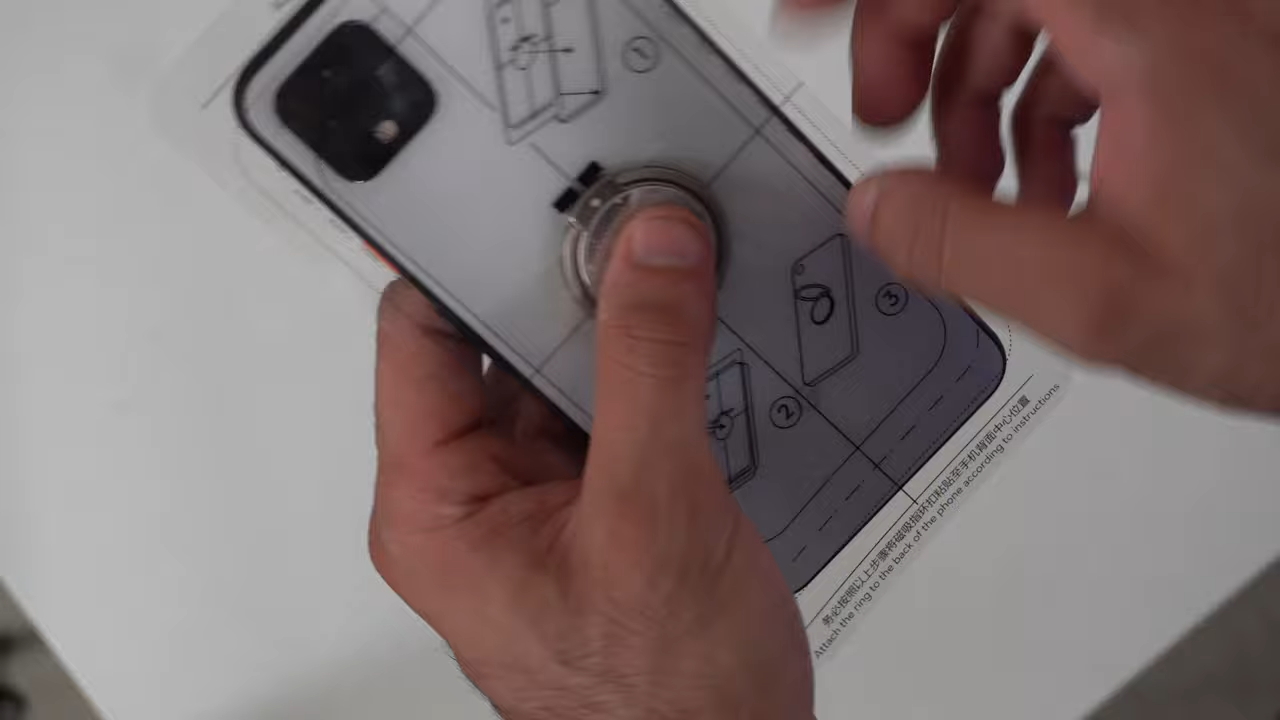 ①
③
②
务必按照以上步骤将磁吸指环扣粘贴至手机背面中心位置
Attach the ring to the back of the phone according to instructions